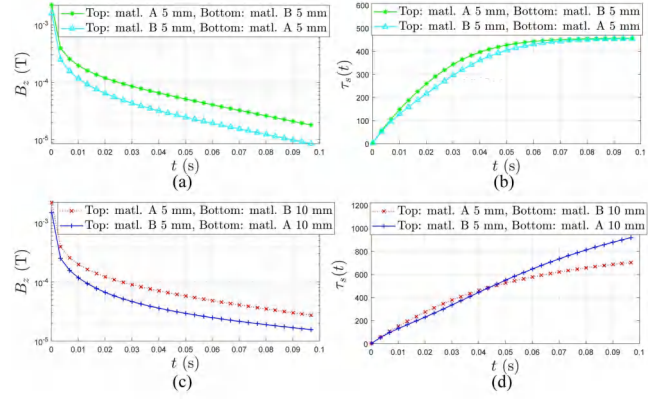 Top: matl. A 5 mm, Bottom: matl. B 5 mm
Top: matl. B 5 mm, Bottom: matl. A 5 mm
10⁻⁴
10⁻⁵
B_z (T)
0 0.01 0.02 0.03 0.04 0.05 0.06 0.07 0.08 0.09 0.1
t (s)
(a)
Top: matl. A 5 mm, Bottom: matl. B 5 mm
Top: matl. B 5 mm, Bottom: matl. A 5 mm
600
500
400
300
200
100
0
τ_s(t)
0 0.01 0.02 0.03 0.04 0.05 0.06 0.07 0.08 0.09 0.1
t (s)
(b)
Top: matl. A 5 mm, Bottom: matl. B 10 mm
Top: matl. B 5 mm, Bottom: matl. A 10 mm
10⁻³
10⁻⁴
10⁻⁵
B_z (T)
0 0.01 0.02 0.03 0.04 0.05 0.06 0.07 0.08 0.09 0.1
t (s)
(c)
Top: matl. A 5 mm, Bottom: matl. B 10 mm
Top: matl. B 5 mm, Bottom: matl. A 10 mm
1200
1000
800
600
400
200
0
τ_s(t)
0 0.01 0.02 0.03 0.04 0.05 0.06 0.07 0.08 0.09 0.1
t (s)
(d)